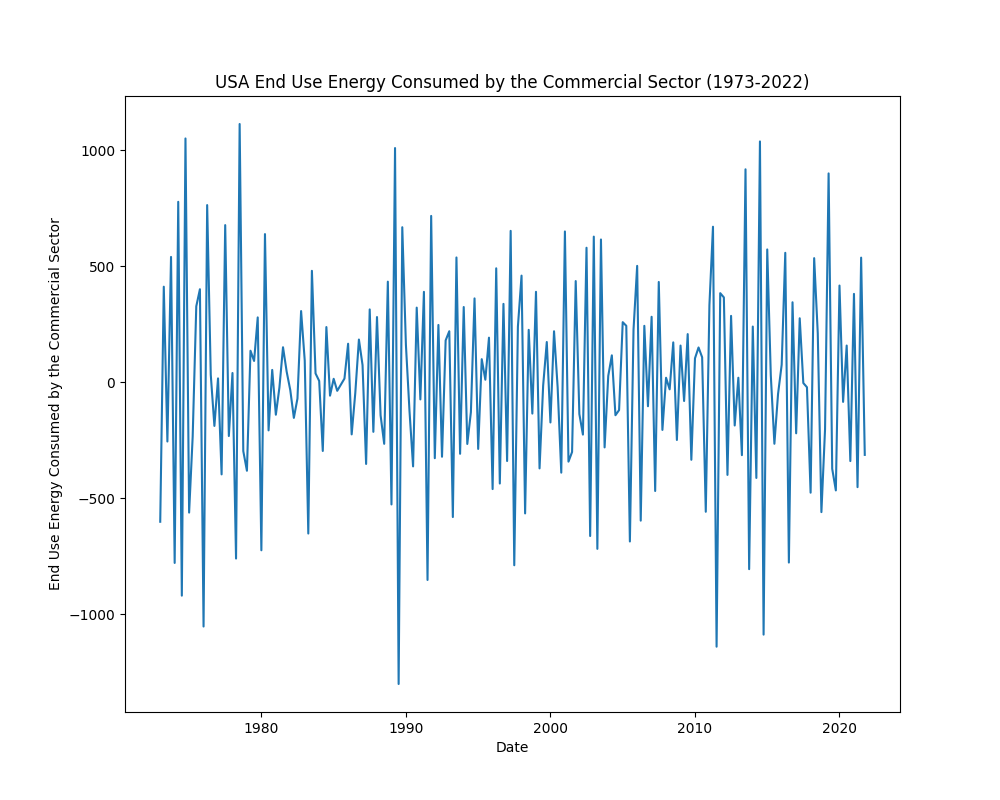 USA End Use Energy Consumed by the Commercial Sector (1973-2022)
End Use Energy Consumed by the Commercial Sector
1000
500
0
−500
−1000
1980 1990 2000 2010 2020
Date